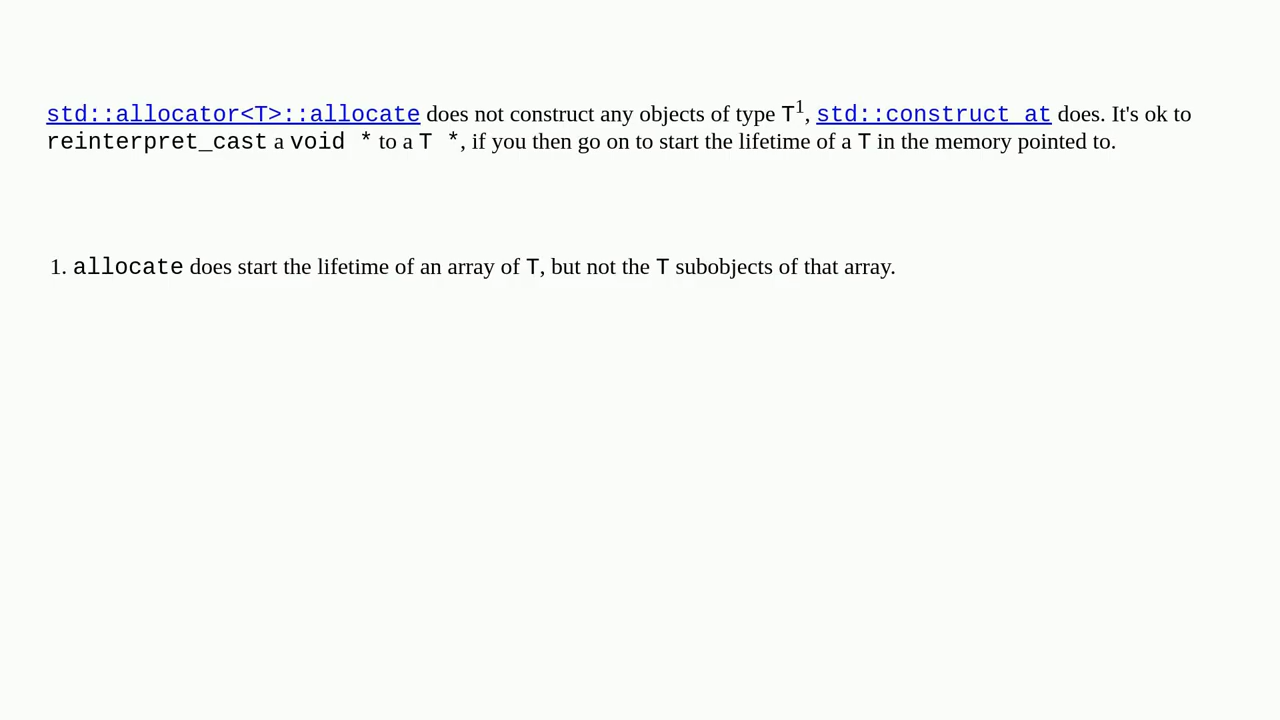 std::allocator<T>::allocate does not construct any objects of type T1, std::construct_at does. It's ok to
reinterpret_cast a void * to a T *, if you then go on to start the lifetime of a T in the memory pointed to.
1. allocate does start the lifetime of an array of T, but not the T subobjects of that array.